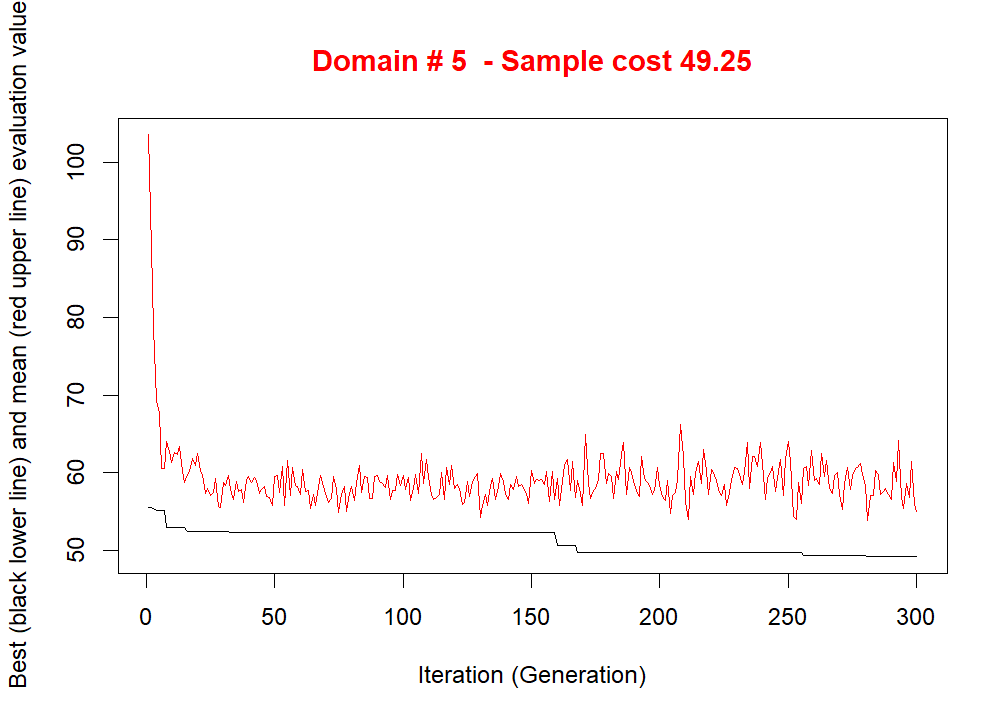 Domain # 5  - Sample cost 49.25
Best (black lower line) and mean (red upper line) evaluation value
100
90
80
70
60
50
0 50 100 150 200 250 300
Iteration (Generation)